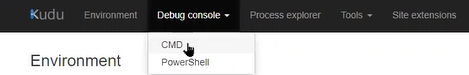 Kudu Environment Debug console Process explorer Tools Site extensions
CMD
PowerShell
Environment